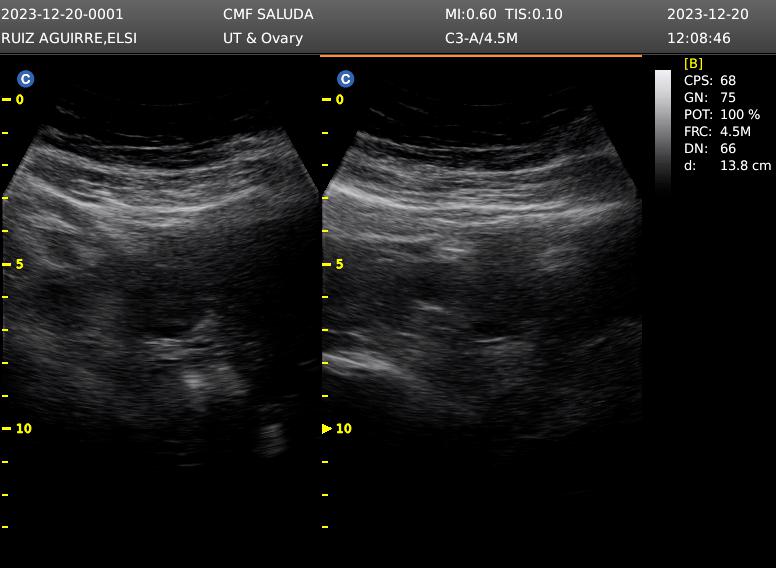 2023-12-20-0001 CMF SALUDA MI:0.60 TIS:0.10 2023-12-20
RUIZ AGUIRRE,ELSI UT & Ovary C3-A/4.5M 12:08:46
[B]
C C
CPS: 68
0 0
GN: 75
POT: 100 %
FRC: 4.5M
DN: 66
d: 13.8 cm
5 5
10 10